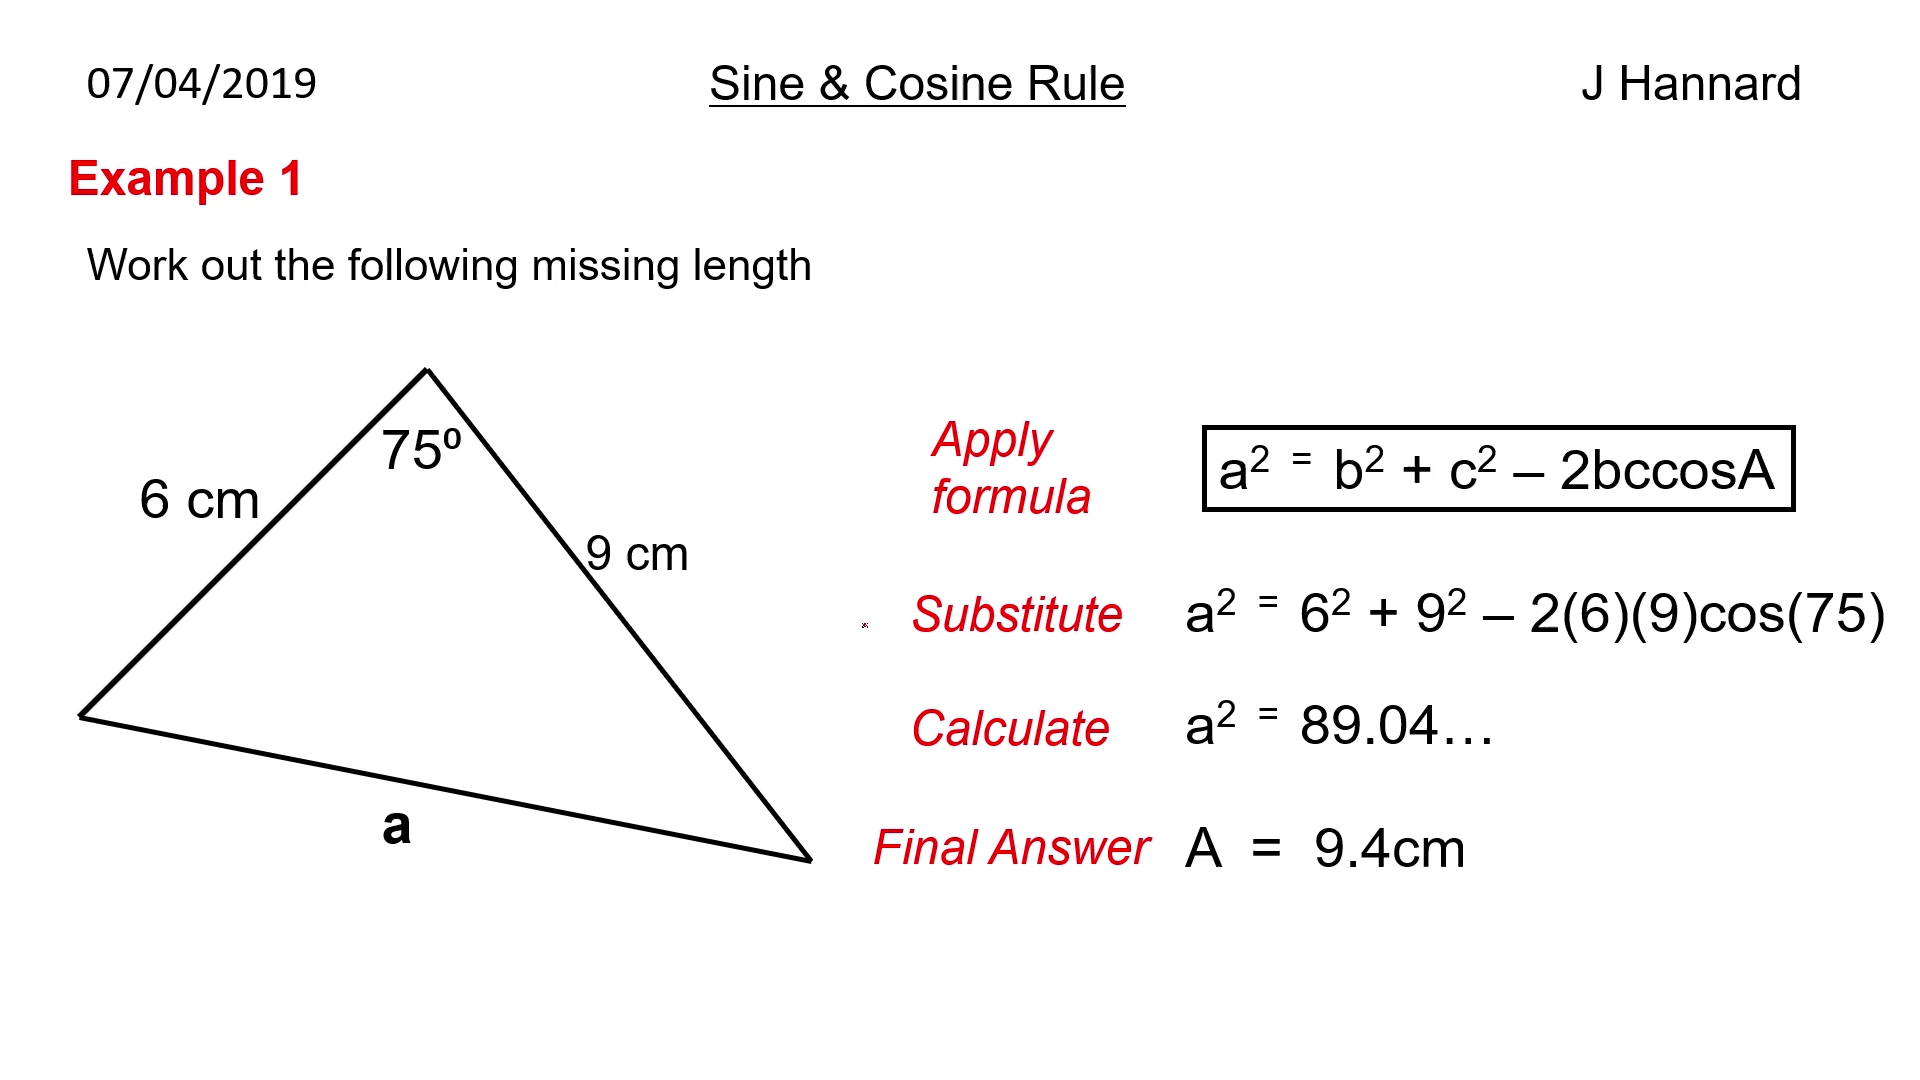 07/04/2019 Sine & Cosine Rule J Hannard
Example 1
Work out the following missing length
75º
6 cm
9 cm
a
Apply
formula
a² = b² + c² – 2bccosA
Substitute a² = 6² + 9² – 2(6)(9)cos(75)
Calculate a² = 89.04…
Final Answer A = 9.4cm